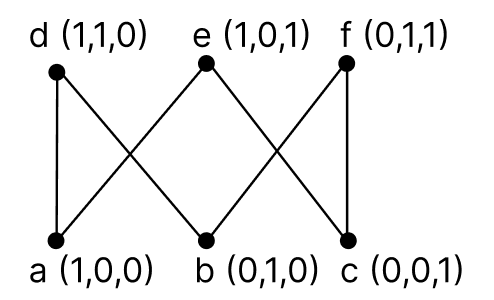 d (1,1,0) e (1,0,1) f (0,1,1)
a (1,0,0) b (0,1,0) c (0,0,1)